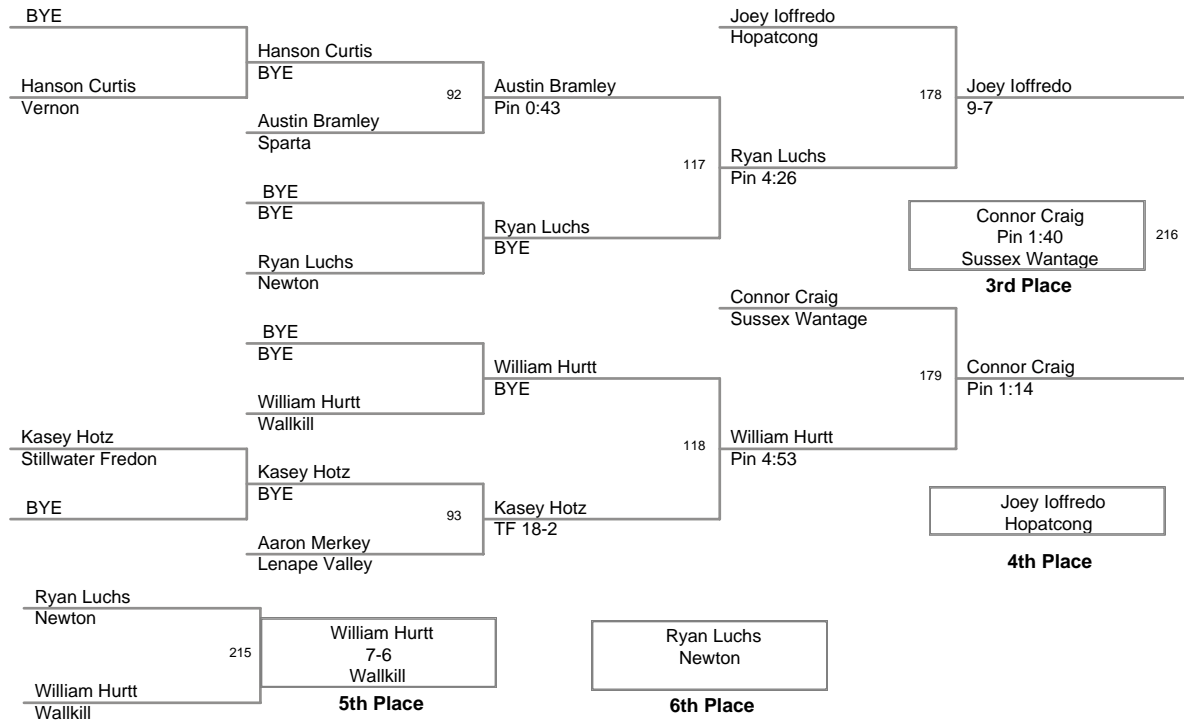 BYE
Hanson Curtis
Vernon
Hanson Curtis
BYE
92
Austin Bramley
Sparta
Austin Bramley
Pin 0:43
BYE
BYE
Ryan Luchs
Newton
Ryan Luchs
BYE
117
Ryan Luchs
Pin 4:26
Joey Ioffredo
Hopatcong
178
Joey Ioffredo
9-7
Connor Craig
Pin 1:40
Sussex Wantage
216
3rd Place
BYE
BYE
William Hurtt
Wallkill
William Hurtt
BYE
Kasey Hotz
Stillwater Fredon
BYE
Kasey Hotz
BYE
93
Aaron Merkey
Lenape Valley
Kasey Hotz
TF 18-2
118
William Hurtt
Pin 4:53
Connor Craig
Sussex Wantage
179
Connor Craig
Pin 1:14
Joey Ioffredo
Hopatcong
4th Place
Ryan Luchs
Newton
215
William Hurtt
Wallkill
William Hurtt
7-6
Wallkill
5th Place
Ryan Luchs
Newton
6th Place